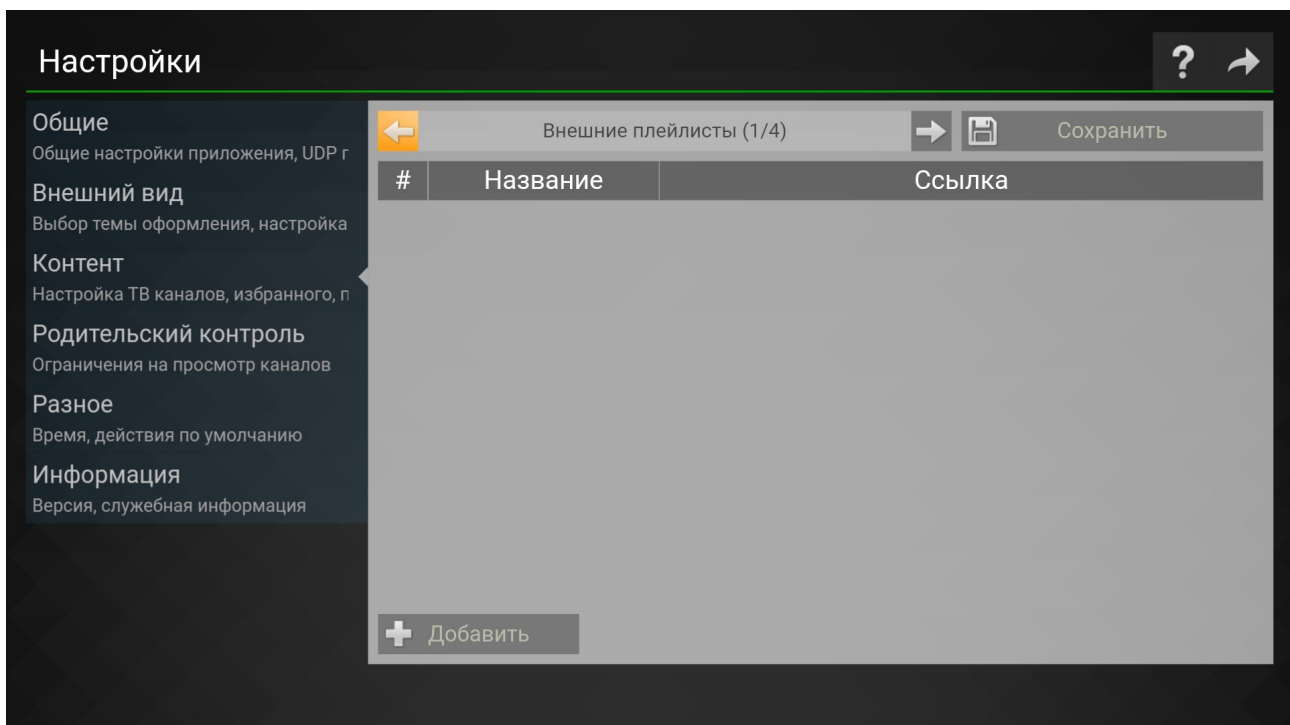 Настройки
?
Общие
Общие настройки приложения, UDP п
Внешний вид
Выбор темы оформления, настройка
Контент
Настройка ТВ каналов, избранного, п
Родительский контроль
Ограничения на просмотр каналов
Разное
Время, действия по умолчанию
Информация
Версия, служебная информация
Внешние плейлисты (1/4)
Сохранить
# Название Ссылка
Добавить